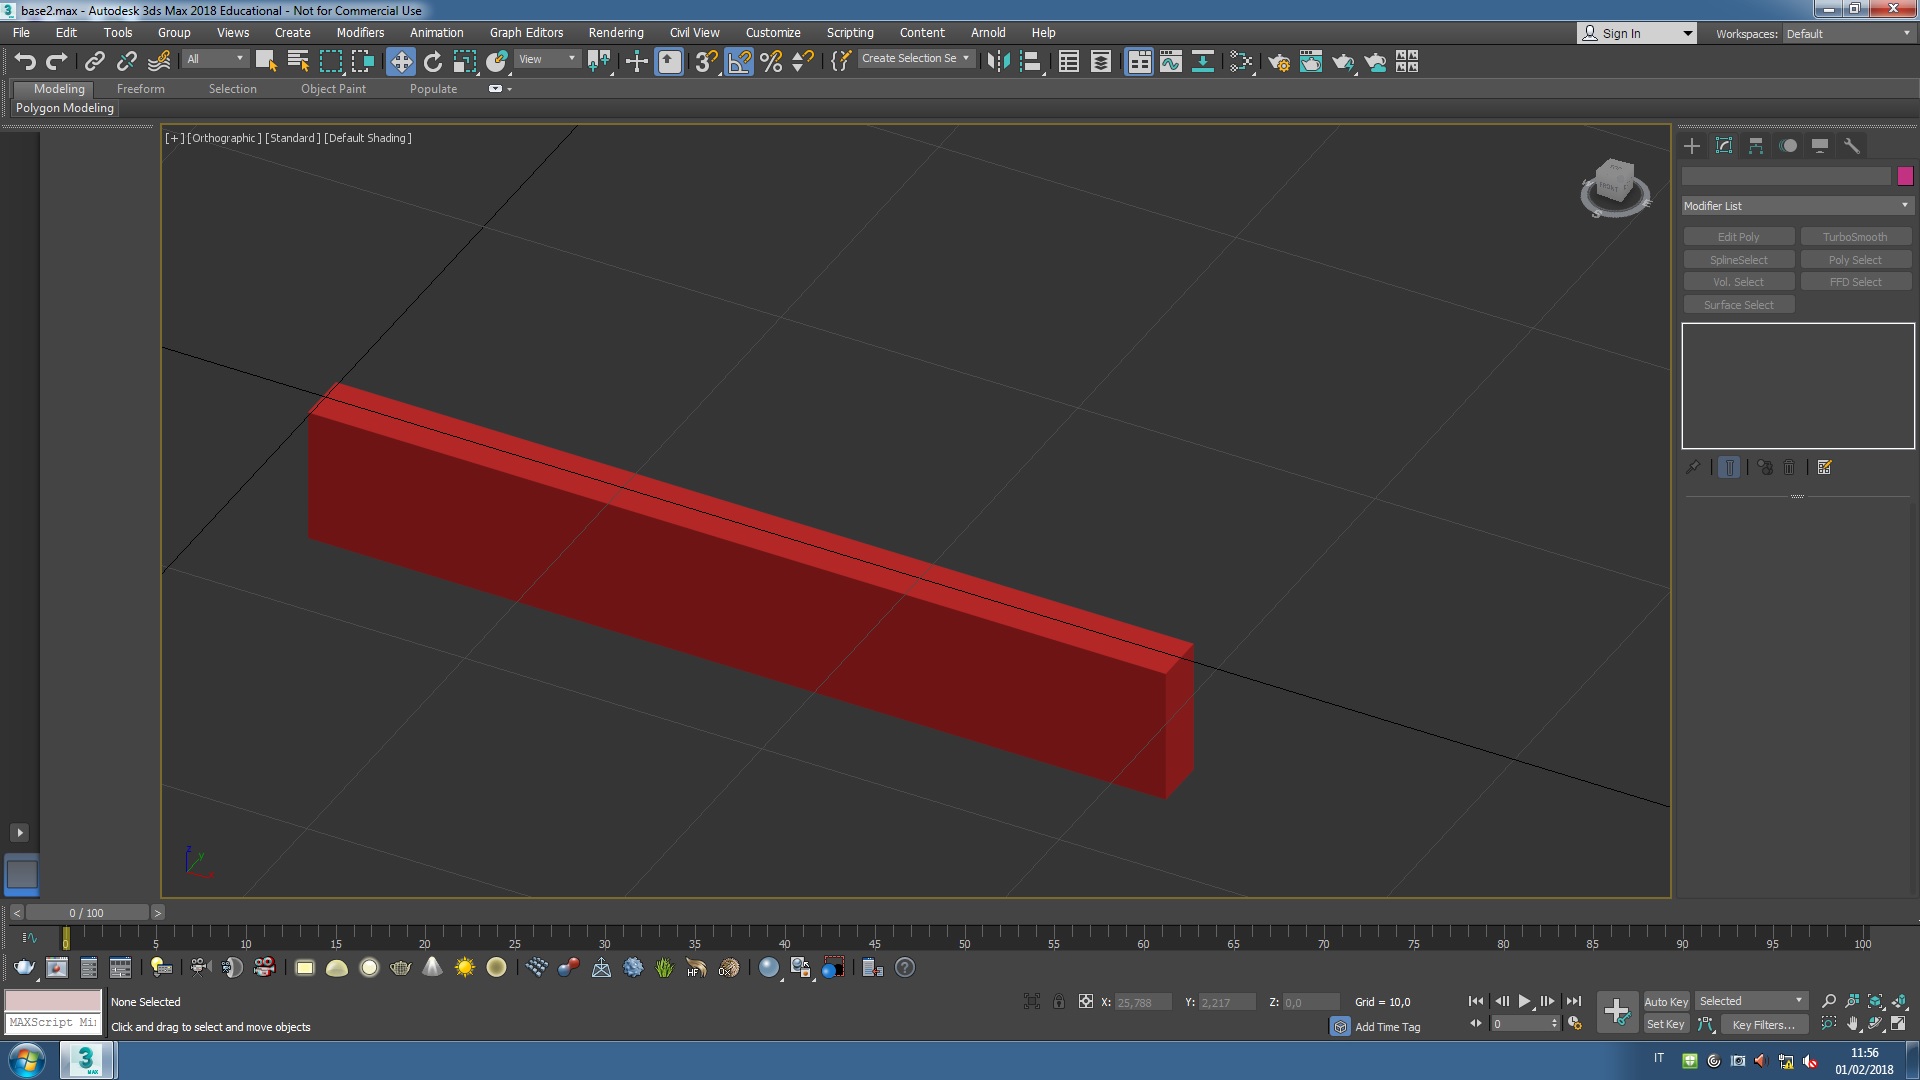 base2.max - Autodesk 3ds Max 2018 Educational - Not for Commercial Use
File Edit Tools Group Views Create Modifiers Animation Graph Editors Rendering Civil View Customize Scripting Content Arnold Help
Sign In Workspaces: Default
All View Create Selection Se
Modeling Freeform Selection Object Paint Populate
Polygon Modeling
[+] [Orthographic] [Standard] [Default Shading]
FRONT
S
E
Modifier List
Edit Poly TurboSmooth
SplineSelect Poly Select
Vol. Select FFD Select
Surface Select
z
y
0 / 100
0 5 10 15 20 25 30 35 40 45 50 55 60 65 70 75 80 85 90 95 100
HF
None Selected
X: 25,788 Y: 2,217 Z: 0,0 Grid = 10,0
Auto Key Selected
MAXScript Mi
Click and drag to select and move objects
Add Time Tag
0
Set Key Key Filters...
3 MAX
IT
11:56
01/02/2018